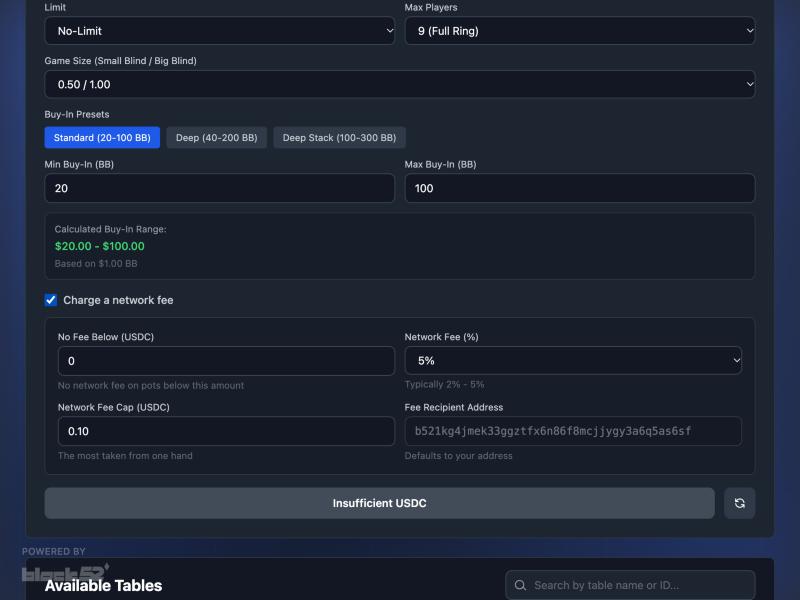 Limit
Max Players
No-Limit
9 (Full Ring)
Game Size (Small Blind / Big Blind)
0.50 / 1.00
Buy-In Presets
Standard (20-100 BB)
Deep (40-200 BB)
Deep Stack (100-300 BB)
Min Buy-In (BB)
Max Buy-In (BB)
20
100
Calculated Buy-In Range:
$20.00 - $100.00
Based on $1.00 BB
Charge a network fee
No Fee Below (USDC)
Network Fee (%)
0
5%
No network fee on pots below this amount
Typically 2% - 5%
Network Fee Cap (USDC)
Fee Recipient Address
0.10
b521kg4jmek33ggztfx6n86f8mcjjygy3a6q5as6sf
The most taken from one hand
Defaults to your address
Insufficient USDC
POWERED BY
block52
Available Tables
Search by table name or ID...